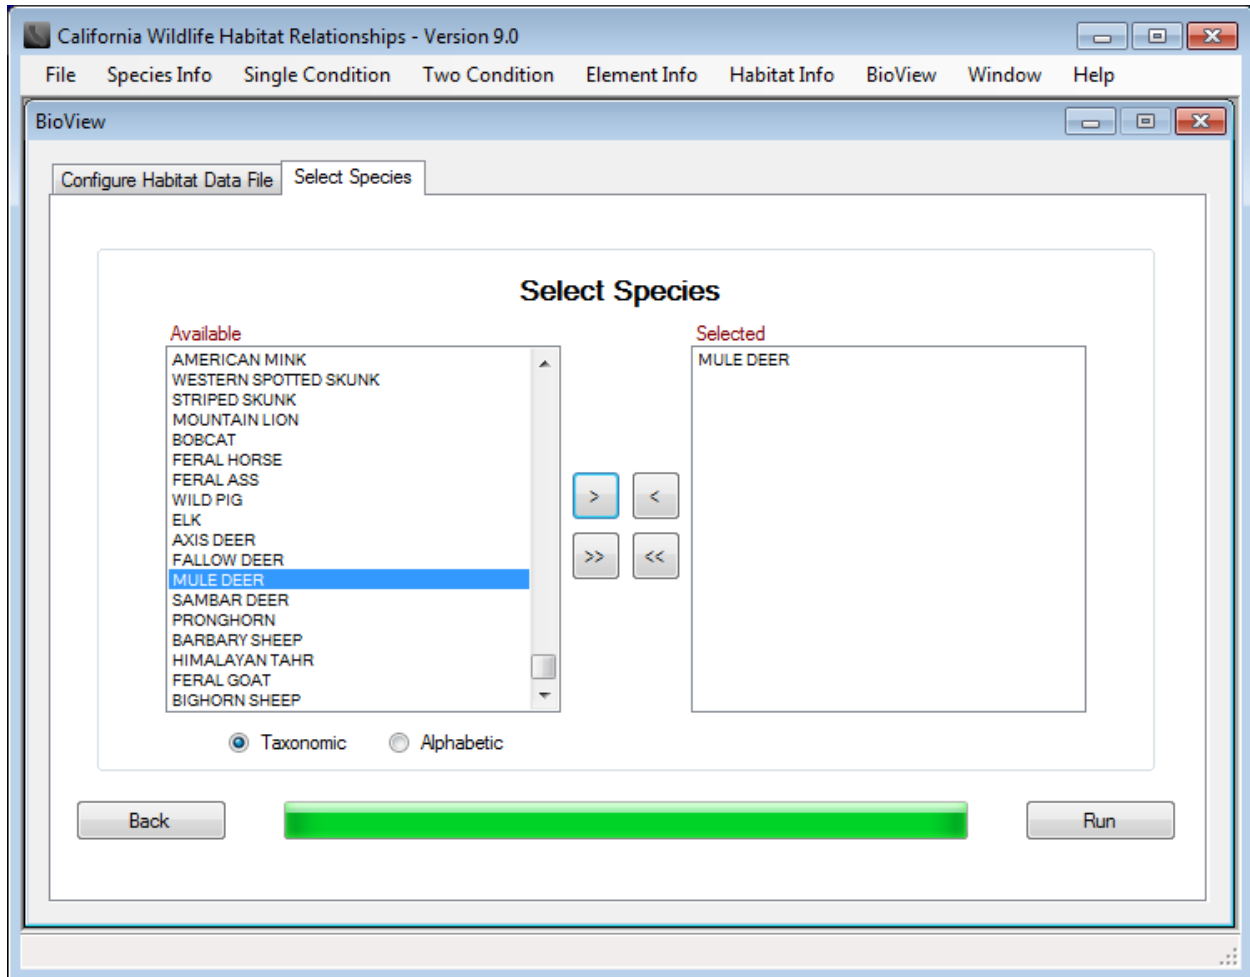 California Wildlife Habitat Relationships - Version 9.0
File Species Info Single Condition Two Condition Element Info Habitat Info BioView Window Help
BioView
Configure Habitat Data File Select Species
Select Species
Available
AMERICAN MINK
WESTERN SPOTTED SKUNK
STRIPED SKUNK
MOUNTAIN LION
BOBCAT
FERAL HORSE
FERAL ASS
WILD PIG
ELK
AXIS DEER
FALLOW DEER
MULE DEER
SAMBAR DEER
PRONGHORN
BARBARY SHEEP
HIMALAYAN TAHR
FERAL GOAT
BIGHORN SHEEP
> <
>> <<
Selected
MULE DEER
Taxonomic Alphabetic
Back Run